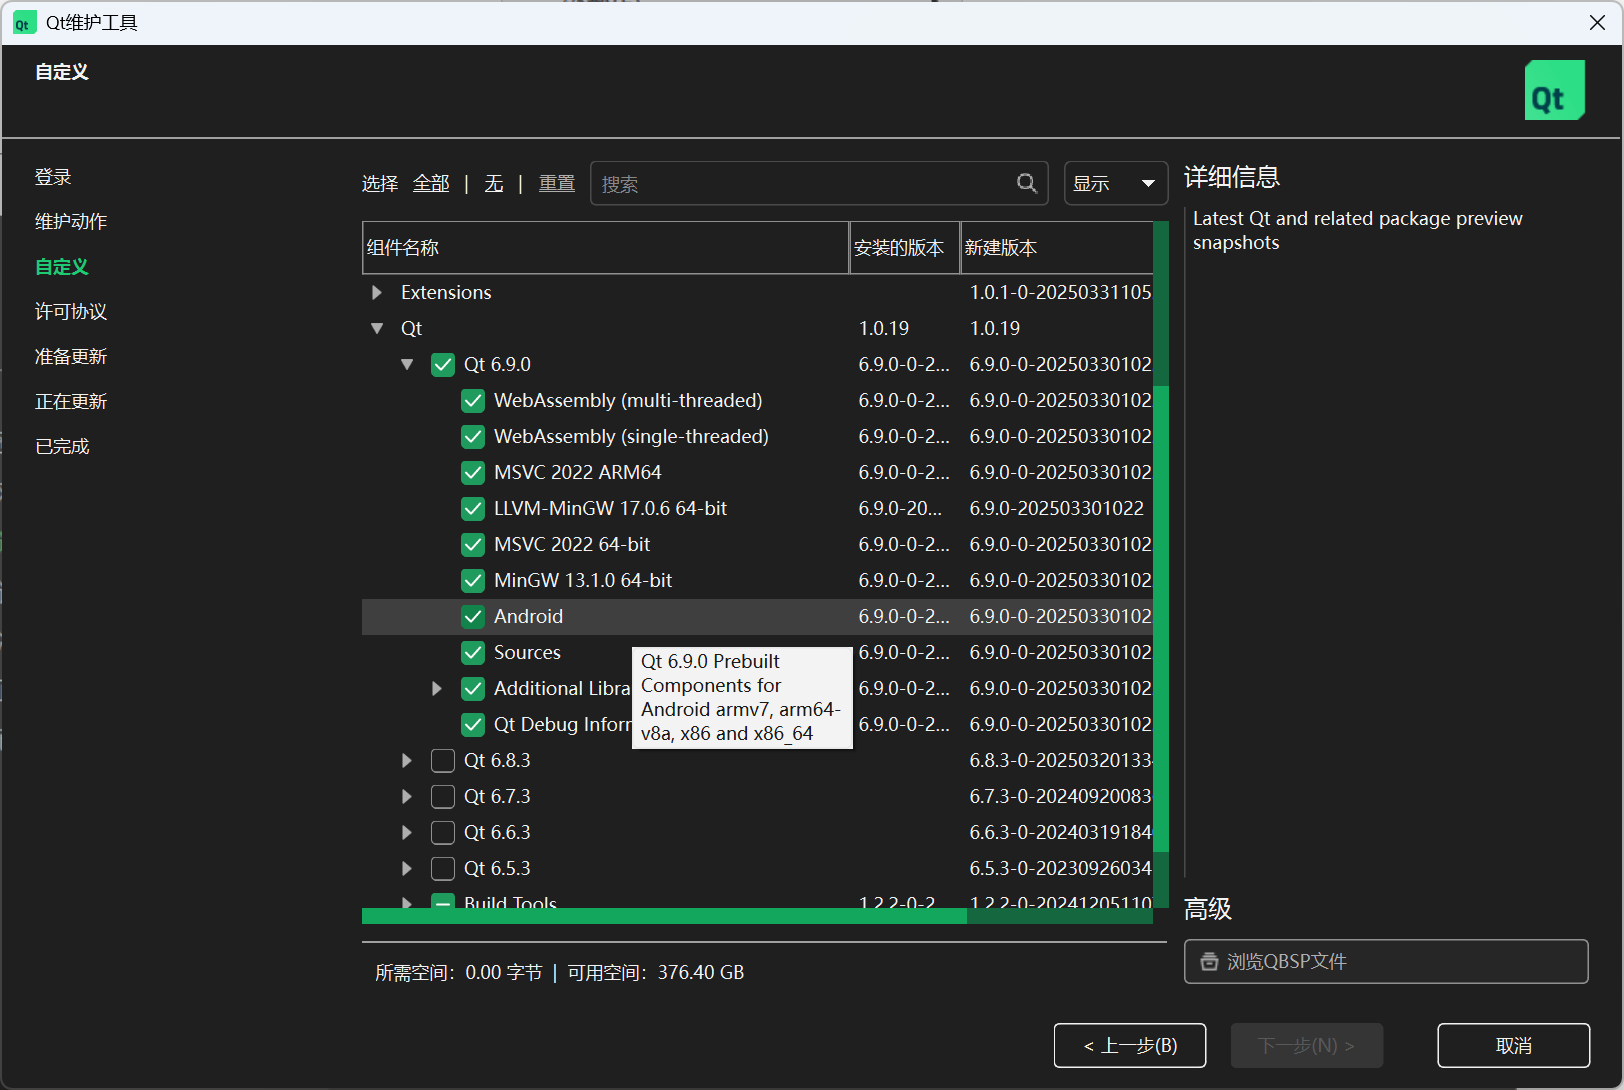 Qt维护工具
自定义
Qt
登录
维护动作
自定义
许可协议
准备更新
正在更新
已完成
选择 全部 | 无 | 重置
搜索
显示
组件名称 安装的版本 新建版本
Extensions 1.0.1-0-20250331105
Qt 1.0.19 1.0.19
Qt 6.9.0 6.9.0-0-2... 6.9.0-0-20250330102
WebAssembly (multi-threaded) 6.9.0-0-2... 6.9.0-0-20250330102
WebAssembly (single-threaded) 6.9.0-0-2... 6.9.0-0-20250330102
MSVC 2022 ARM64 6.9.0-0-2... 6.9.0-0-20250330102
LLVM-MinGW 17.0.6 64-bit 6.9.0-20... 6.9.0-202503301022
MSVC 2022 64-bit 6.9.0-0-2... 6.9.0-0-20250330102
MinGW 13.1.0 64-bit 6.9.0-0-2... 6.9.0-0-20250330102
Android 6.9.0-0-2... 6.9.0-0-20250330102
Sources 6.9.0-0-2... 6.9.0-0-20250330102
Additional Libra 6.9.0-0-2... 6.9.0-0-20250330102
Qt Debug Inforr 6.9.0-0-2... 6.9.0-0-20250330102
Qt 6.9.0 Prebuilt
Components for
Android armv7, arm64-
v8a, x86 and x86_64
Qt 6.8.3 6.8.3-0-20250320133
Qt 6.7.3 6.7.3-0-20240920083
Qt 6.6.3 6.6.3-0-20240319184
Qt 6.5.3 6.5.3-0-20230926034
Build Tools 1.2.2-0-2 1.2.2-0-20241205110
所需空间：0.00 字节 | 可用空间：376.40 GB
详细信息
Latest Qt and related package preview
snapshots
高级
浏览QBSP文件
< 上一步(B)
下一步(N) >
取消